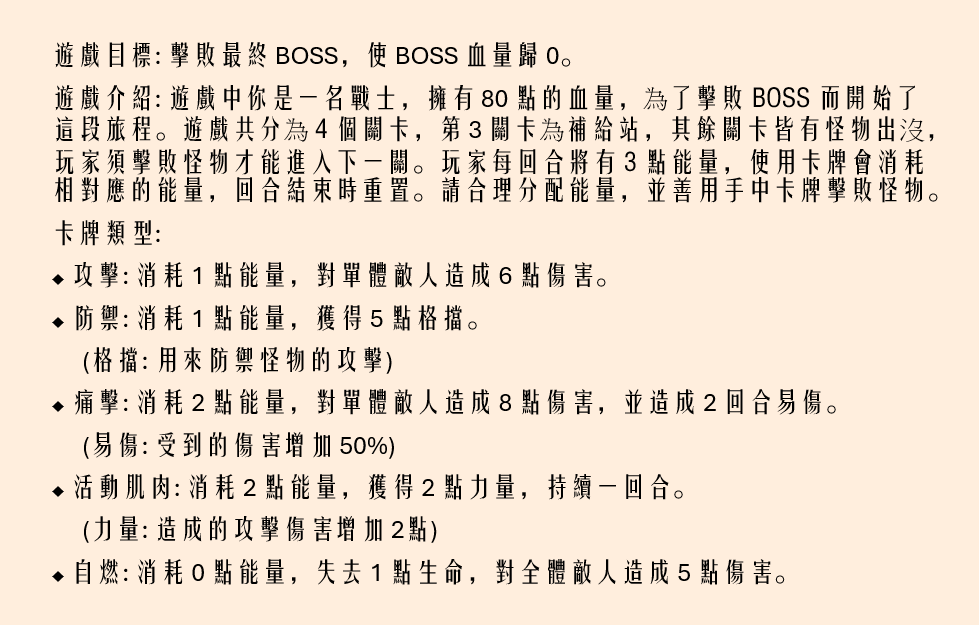 遊戲目標: 擊敗最終 BOSS，使 BOSS 血量歸 0。
遊戲介紹: 遊戲中你是一名戰士，擁有 80 點的血量，為了擊敗 BOSS 而開始了
這段旅程。遊戲共分為 4 個關卡，第 3 關卡為補給站，其餘關卡皆有怪物出沒，
玩家須擊敗怪物才能進入下一關。玩家每回合將有 3 點能量，使用卡牌會消耗
相對應的能量，回合結束時重置。請合理分配能量，並善用手中卡牌擊敗怪物。
卡牌類型:
◆ 攻擊: 消耗 1 點能量，對單體敵人造成 6 點傷害。
◆ 防禦: 消耗 1 點能量，獲得 5 點格擋。
(格擋: 用來防禦怪物的攻擊)
◆ 痛擊: 消耗 2 點能量，對單體敵人造成 8 點傷害，並造成 2 回合易傷。
(易傷: 受到的傷害增加 50%)
◆ 活動肌肉: 消耗 2 點能量，獲得 2 點力量，持續一回合。
(力量: 造成的攻擊傷害增加 2點)
◆ 自燃: 消耗 0 點能量，失去 1 點生命，對全體敵人造成 5 點傷害。